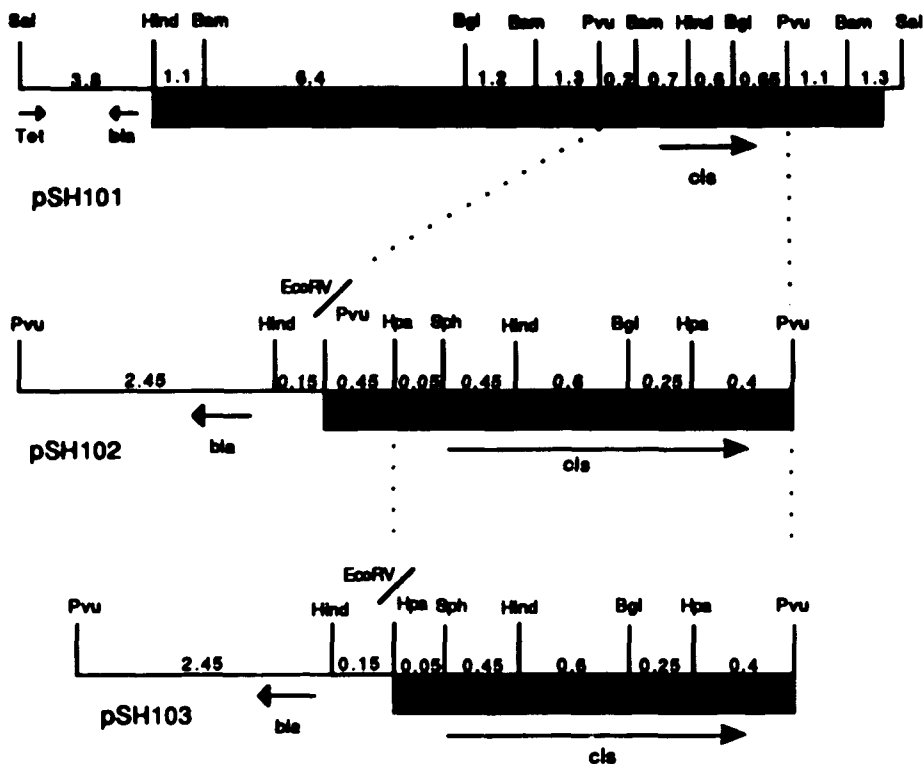 Sal Hind Bam Bgl Bam Pvu Bam Hind Bgl Pvu Bam Sal
3.8 1.1 6.4 1.2 1.3 0.2 0.7 0.6 0.65 1.1 1.3
Tet bla
cls
pSH101
EcoRV
Pvu Hind Pvu Hpa Sph Hind Bgl Hpa Pvu
2.45 0.15 0.45 0.05 0.45 0.6 0.25 0.4
bla
cls
pSH102
EcoRV
Pvu Hind Hpa Sph Hind Bgl Hpa Pvu
2.45 0.15 0.05 0.45 0.6 0.25 0.4
bla
pSH103
cls